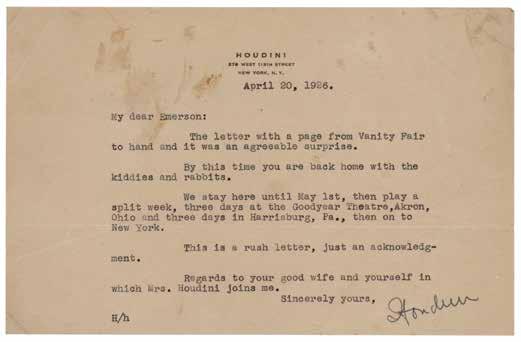 HOUDINI
278 WEST 113TH STREET
NEW YORK, N. Y.
April 20, 1926.
My dear Emerson:
The letter with a page from Vanity Fair
to hand and it was an agreeable surprise.
By this time you are back home with the
kiddies and rabbits.
We stay here until May 1st, then play a
split week, three days at the Goodyear Theatre,Akron,
Ohio and three days in Harrisburg, Pa., then on to
New York.
This is a rush letter, just an acknowledg-
ment.
Regards to your good wife and yourself in
which Mrs. Houdini joins me.
Sincerely yours,
Houdini
H/h